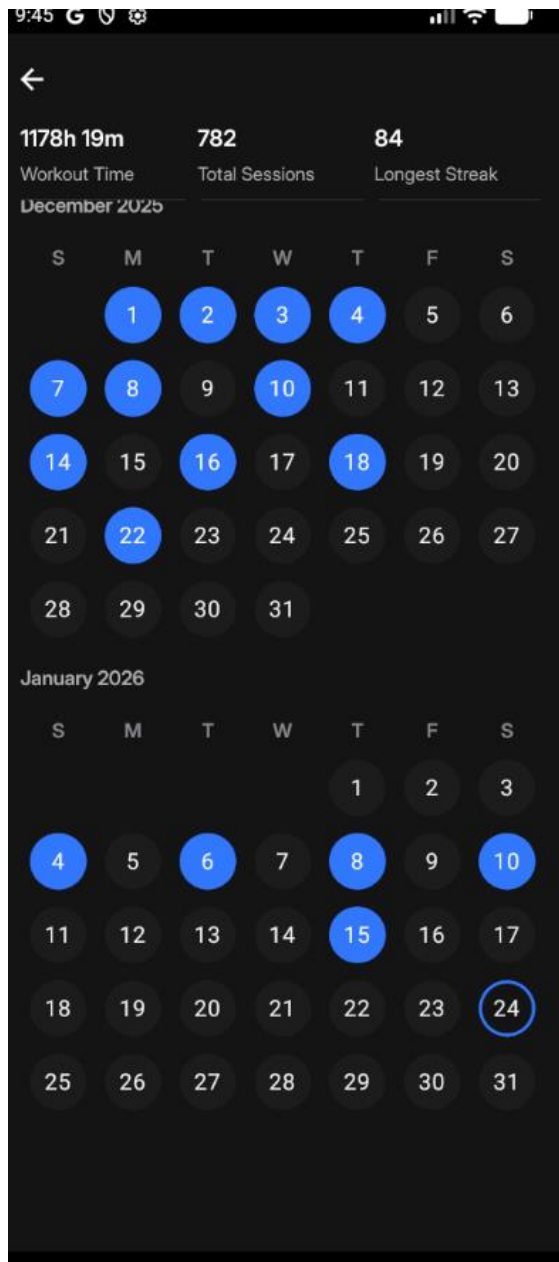 9:45 G
1178h 19m 782 84
Workout Time Total Sessions Longest Streak
December 2025
S M T W T F S
1 2 3 4 5 6
7 8 9 10 11 12 13
14 15 16 17 18 19 20
21 22 23 24 25 26 27
28 29 30 31
January 2026
S M T W T F S
1 2 3
4 5 6 7 8 9 10
11 12 13 14 15 16 17
18 19 20 21 22 23 24
25 26 27 28 29 30 31